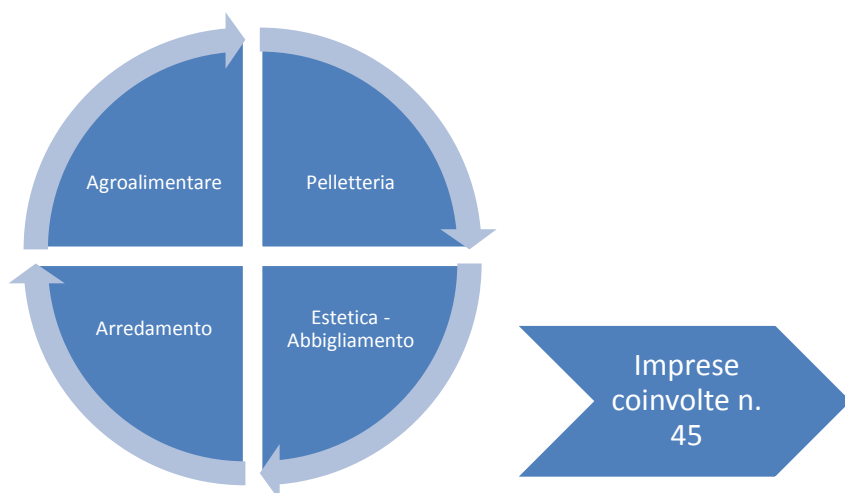 Agroalimentare
Pelletteria
Arredamento
Estetica -
Abbigliamento
Imprese
coinvolte n.
45